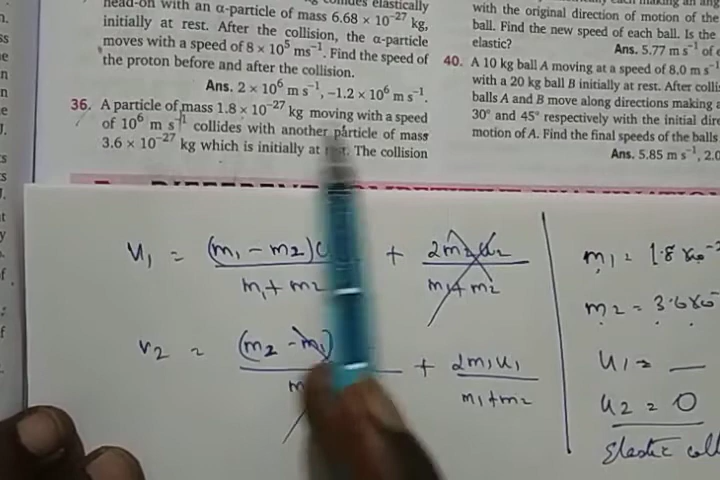 head-on with an α-particle of mass 6.68 × 10⁻²⁷ kg,
initially at rest. After the collision, the α-particle
moves with a speed of 8 × 10⁵ ms⁻¹. Find the speed of
the proton before and after the collision.
Ans. 2 × 10⁶ m s⁻¹, –1.2 × 10⁶ m s⁻¹.
36. A particle of mass 1.8 × 10⁻²⁷ kg moving with a speed
of 10⁶ m s⁻¹ collides with another particle of mass
3.6 × 10⁻²⁷ kg which is initially at rest. The collision
with the original direction of motion of the
ball. Find the new speed of each ball. Is the
elastic? Ans. 5.77 m s⁻¹
40. A 10 kg ball A moving at a speed of 8.0 m s⁻¹
with a 20 kg ball B initially at rest. After
balls A and B move along directions making
30° and 45° respectively with the initial
motion of A. Find the final speeds of the balls.
Ans. 5.85 m s⁻¹, 2.0
= (m₁ – m₂) + 2m₂u₂
m₁ + m₂ m₁ + m₂
v₂ = (m₂ – m₁) + 2m₁u₁
m₁+m₂
m₁ = 1.8 x10
m₂ = 3.6x10
u₁ = —
u₂ = 0
Elastic